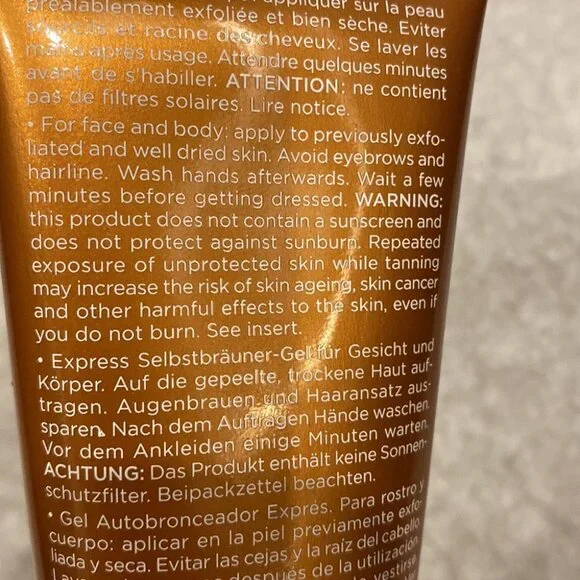 appliquer sur la peau
préalablement exfoliée et bien sèche. Eviter
sourcils et racine des cheveux. Se laver les
mains après usage. Attendre quelques minutes
avant de s'habiller. ATTENTION: ne contient
pas de filtres solaires. Lire notice.
• For face and body: apply to previously exfo-
liated and well dried skin. Avoid eyebrows and
hairline. Wash hands afterwards. Wait a few
minutes before getting dressed. WARNING:
this product does not contain a sunscreen and
does not protect against sunburn. Repeated
exposure of unprotected skin while tanning
may increase the risk of skin ageing, skin cancer
and other harmful effects to the skin, even if
you do not burn. See insert.
• Express Selbstbräuner-Gel für Gesicht und
Körper. Auf die gepeelte, trockene Haut auf-
tragen. Augenbrauen und Haaransatz aus-
sparen. Nach dem Auftragen Hände waschen.
Vor dem Ankleiden einige Minuten warten.
ACHTUNG: Das Produkt enthält keine Sonnen-
schutzfilter. Beipackzettel beachten.
• Gel Autobronceador Exprés. Para rostro y
cuerpo: aplicar en la piel previamente exfo-
liada y seca. Evitar las cejas y la raíz del cabello.
después de la utilización.
vestirse